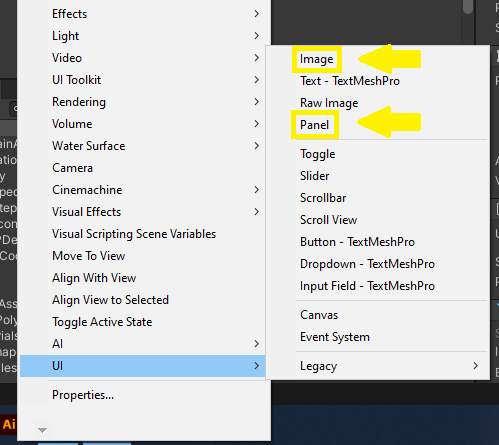 Effects
Light
Video
UI Toolkit
Rendering
Volume
Water Surface
Camera
Cinemachine
Visual Effects
Visual Scripting Scene Variables
Move To View
Align With View
Align View to Selected
Toggle Active State
AI
UI
Properties...
Image
Text - TextMeshPro
Raw Image
Panel
Toggle
Slider
Scrollbar
Scroll View
Button - TextMeshPro
Dropdown - TextMeshPro
Input Field - TextMeshPro
Canvas
Event System
Legacy
Ai